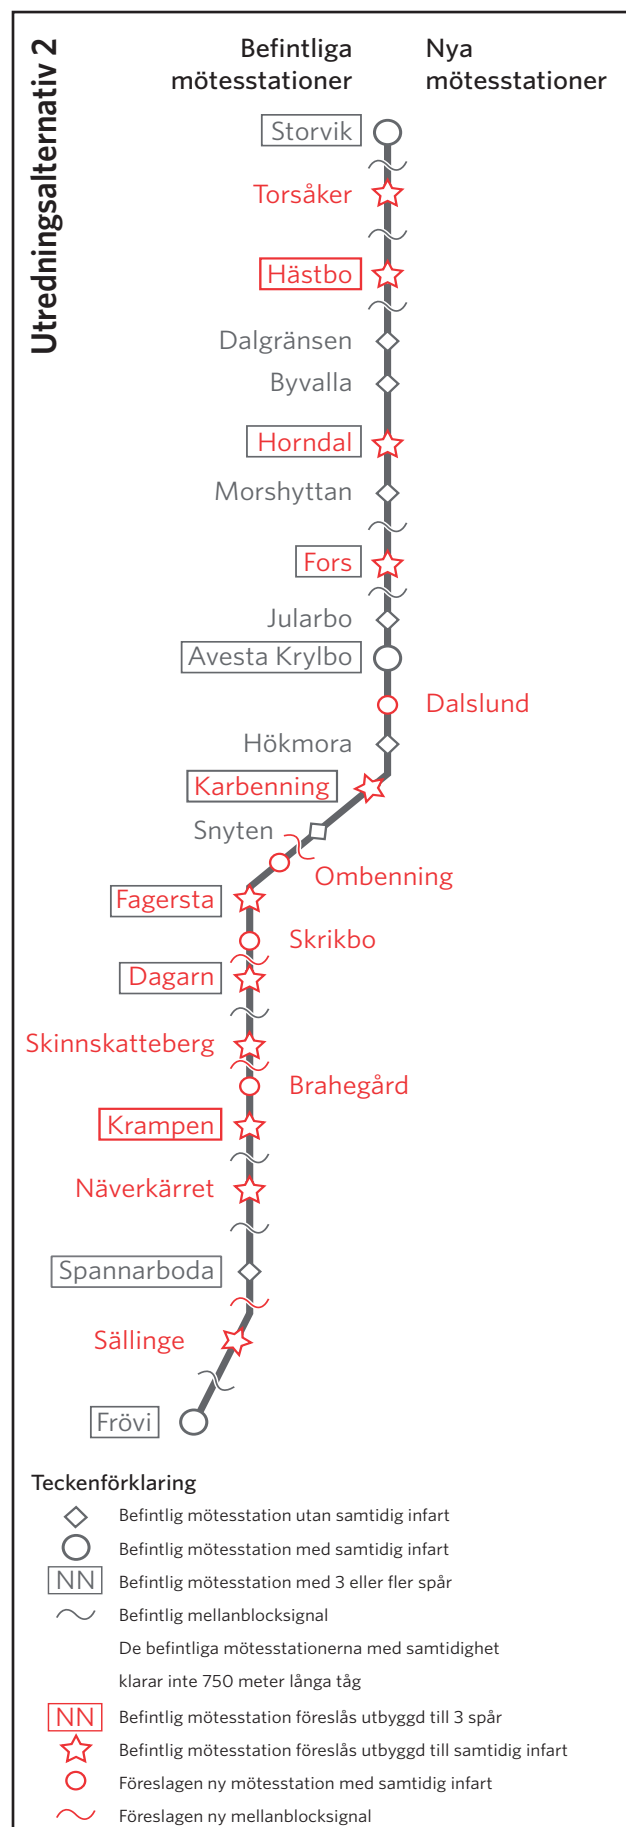 Utredningsalternativ 2
Befintliga
mötesstationer
Nya
mötesstationer
Storvik
Torsåker
Hästbo
Dalgränsen
Byvalla
Horndal
Morshyttan
Fors
Jularbo
Avesta Krylbo
Dalslund
Hökmora
Karbenning
Snyten
Ombenning
Fagersta
Skrikbo
Dagarn
Skinnskatteberg
Brahegård
Krampen
Näverkärret
Spannarboda
Sällinge
Frövi
Teckenförklaring
Befintlig mötesstation utan samtidig infart
Befintlig mötesstation med samtidig infart
NN Befintlig mötesstation med 3 eller fler spår
Befintlig mellanblocksignal
De befintliga mötesstationerna med samtidighet
klarar inte 750 meter långa tåg
NN Befintlig mötesstation föreslås utbyggd till 3 spår
Befintlig mötesstation föreslås utbyggd till samtidig infart
Föreslagen ny mötesstation med samtidig infart
Föreslagen ny mellanblocksignal